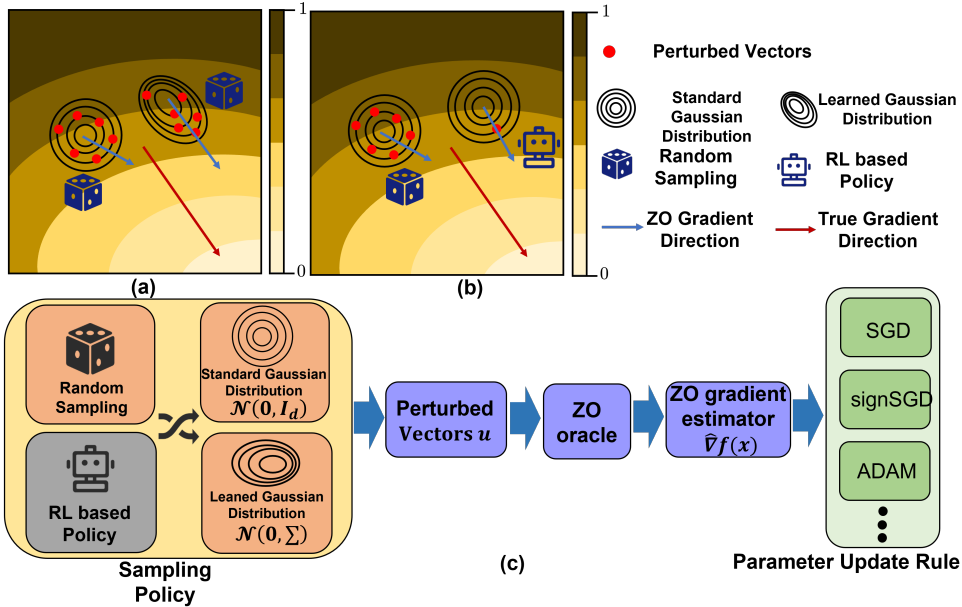 1
0
(a)
1
0
(b)
Perturbed Vectors
Standard
Gaussian
Distribution
Learned Gaussian
Distribution
Random
Sampling
RL based
Policy
ZO Gradient
Direction
True Gradient
Direction
Random
Sampling
RL based
Policy
Standard Gaussian
Distribution
𝒩(0, I_d)
Leaned Gaussian
Distribution
𝒩(0, Σ)
Sampling
Policy
Perturbed
Vectors u
ZO
oracle
ZO gradient
estimator
∇̂f(x)
SGD
signSGD
ADAM
Parameter Update Rule
(c)